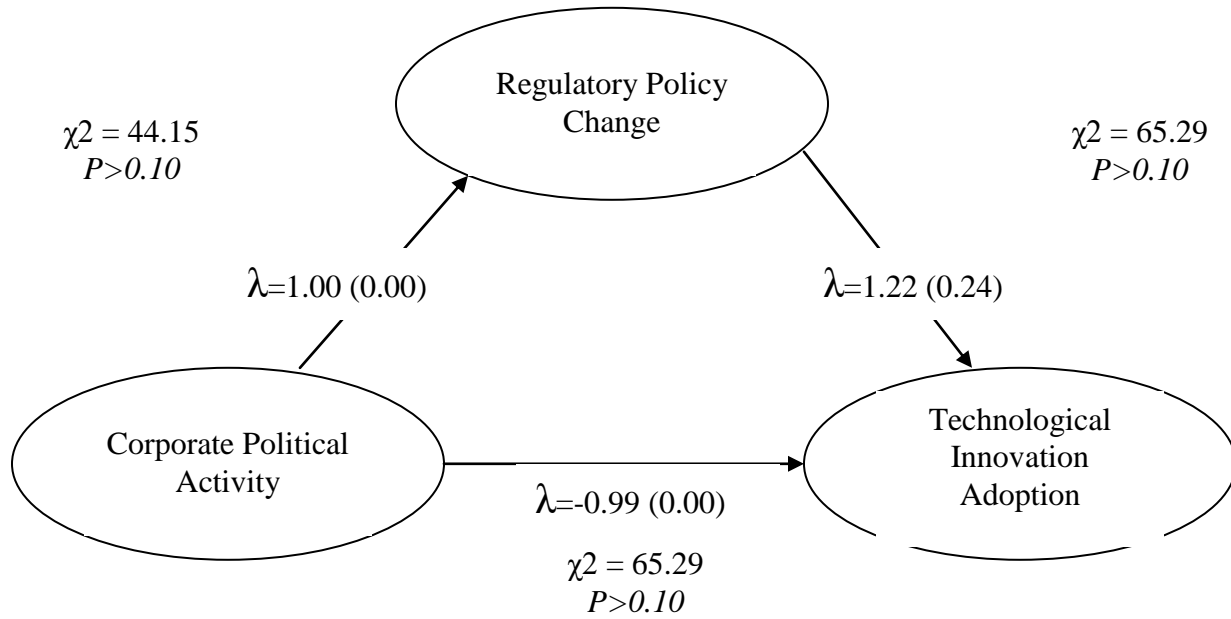 Regulatory Policy
Change
χ2 = 44.15
P>0.10
χ2 = 65.29
P>0.10
λ=1.00 (0.00)
λ=1.22 (0.24)
Corporate Political
Activity
Technological
Innovation
Adoption
λ=-0.99 (0.00)
χ2 = 65.29
P>0.10